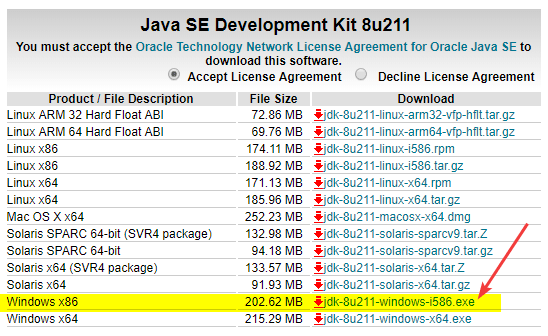 Java SE Development Kit 8u211
You must accept the Oracle Technology Network License Agreement for Oracle Java SE to
download this software.
Accept License Agreement Decline License Agreement
Product / File Description File Size Download
Linux ARM 32 Hard Float ABI 72.86 MB jdk-8u211-linux-arm32-vfp-hflt.tar.gz
Linux ARM 64 Hard Float ABI 69.76 MB jdk-8u211-linux-arm64-vfp-hflt.tar.gz
Linux x86 174.11 MB jdk-8u211-linux-i586.rpm
Linux x86 188.92 MB jdk-8u211-linux-i586.tar.gz
Linux x64 171.13 MB jdk-8u211-linux-x64.rpm
Linux x64 185.96 MB jdk-8u211-linux-x64.tar.gz
Mac OS X x64 252.23 MB jdk-8u211-macosx-x64.dmg
Solaris SPARC 64-bit (SVR4 package) 132.98 MB jdk-8u211-solaris-sparcv9.tar.Z
Solaris SPARC 64-bit 94.18 MB jdk-8u211-solaris-sparcv9.tar.gz
Solaris x64 (SVR4 package) 133.57 MB jdk-8u211-solaris-x64.tar.Z
Solaris x64 91.93 MB jdk-8u211-solaris-x64.tar.gz
Windows x86 202.62 MB jdk-8u211-windows-i586.exe
Windows x64 215.29 MB jdk-8u211-windows-x64.exe